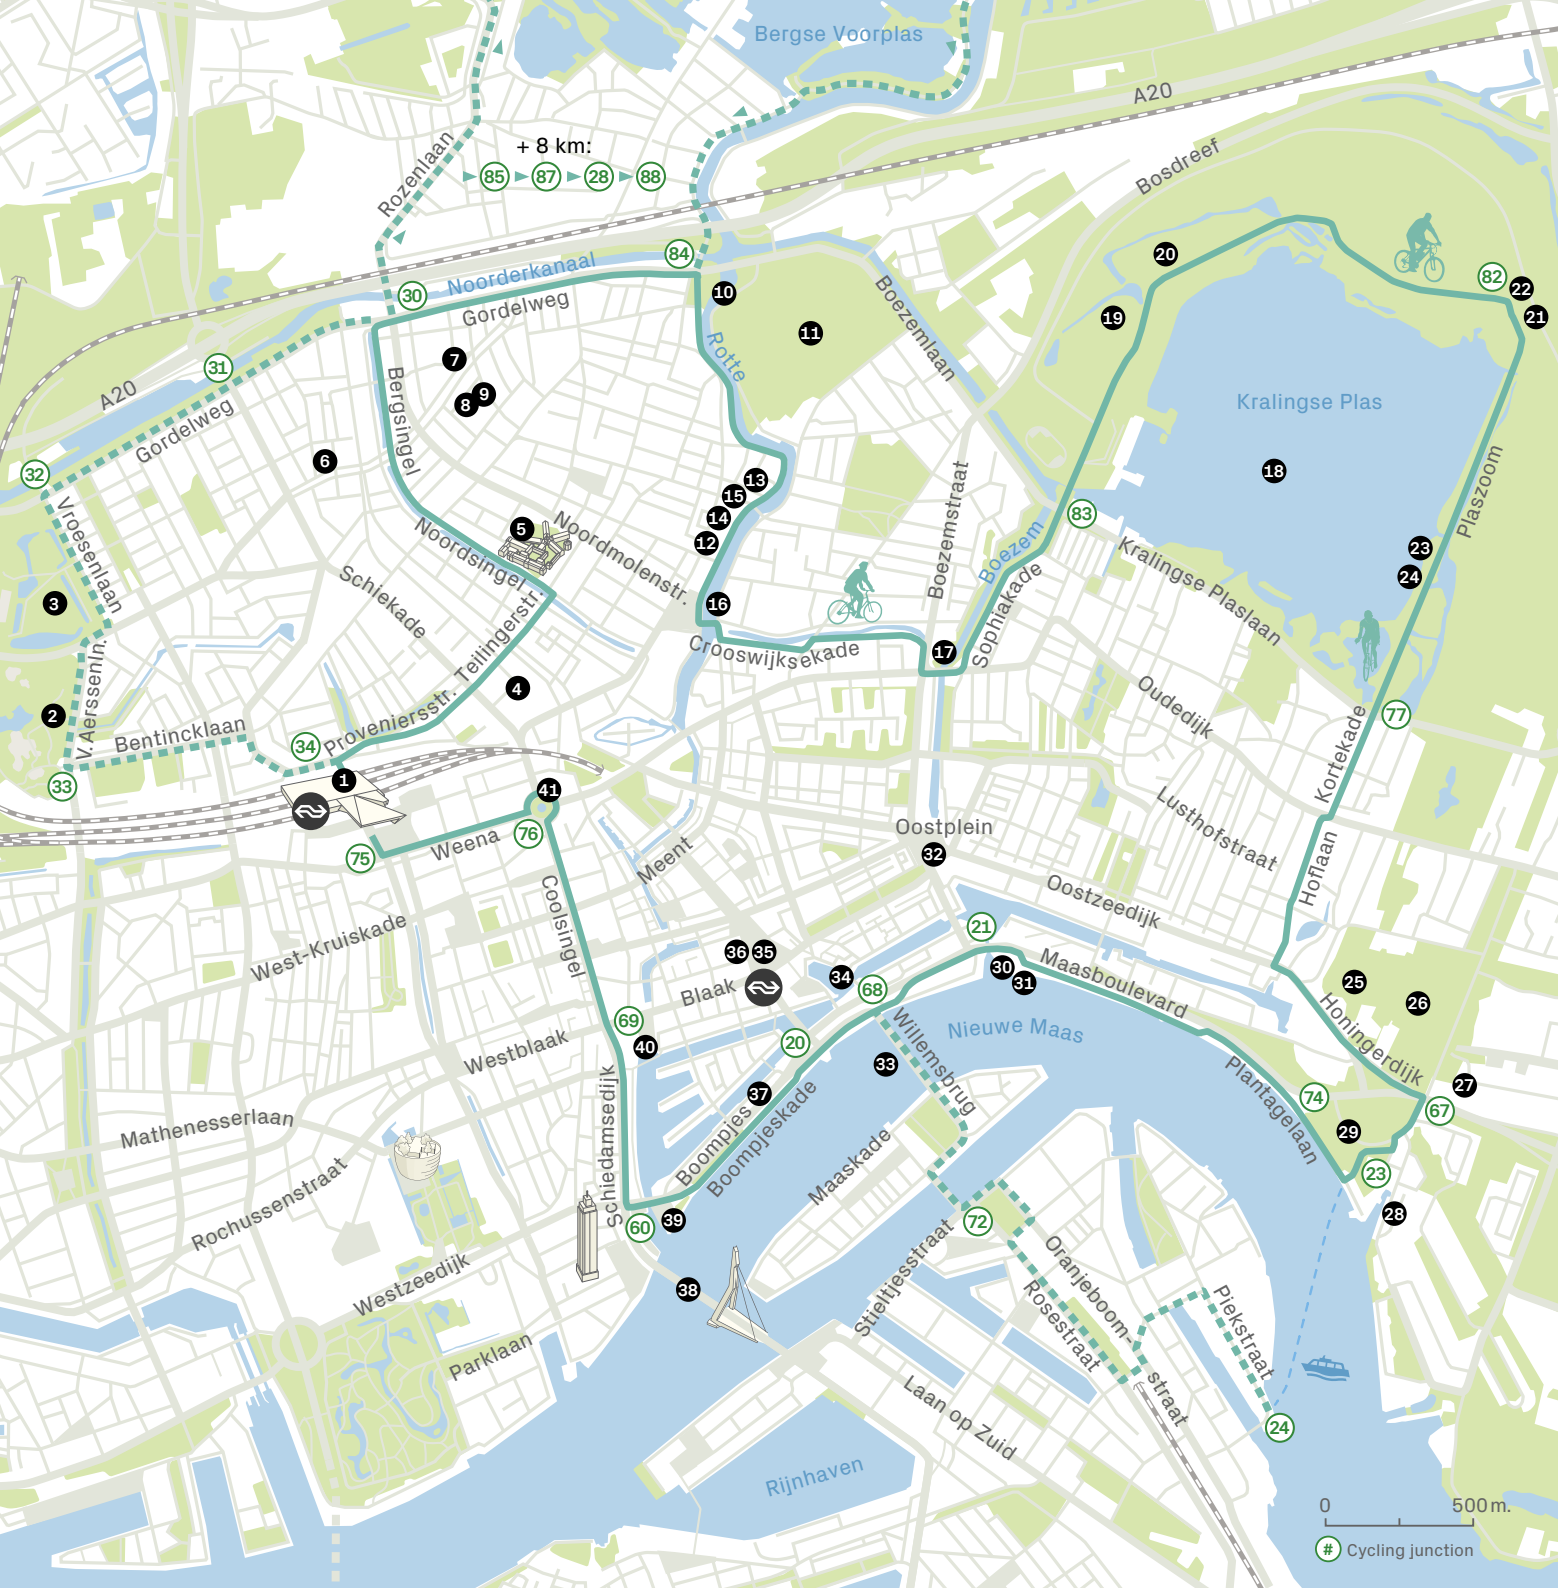 Bergse Voorplas
A20
+ 8 km:
85
87
28
88
Rozenlaan
Bosdreef
84
Noorderkanaal
30
Gordelweg
10
11
Boezemlaan
20
82
22
21
19
Rotte
7
9
8
Bergsingel
31
A20
Gordelweg
Kralingse Plas
6
32
18
13
15
14
12
Boezemstraat
Plaszoom
Vroesenlaan
5
Noordmolenstr.
Noordsingel
83
Boezem
Kralingse Plaslaan
23
24
3
Schiekade
16
Crooswijksekade
17
Sophiakade
Teilingerstr.
V.Aerssenln.
4
2
Oudedijk
77
Kortekade
Bentincklaan
34
Proveniersstr.
33
1
41
76
Weena
75
Meent
Oostplein
32
Lusthofstraat
Hoflaan
Coolsingel
Oostzeedijk
West-Kruiskade
21
36
35
34
Blaak
68
30
31
Maasboulevard
25
26
Honingerdijk
69
40
20
Willemsbrug
Nieuwe Maas
Westblaak
33
37
Plantagelaan
74
27
67
29
Schiedamsedijk
Boompjes
Boompjeskade
Maaskade
Mathenesserlaan
Rochussenstraat
23
28
60
39
72
Westzeedijk
38
Stieltjesstraat
Oranjeboom-
straat
Rosestraat
Piekstraat
Parklaan
Laan op Zuid
24
Rijnhaven
0
500 m.
# Cycling junction